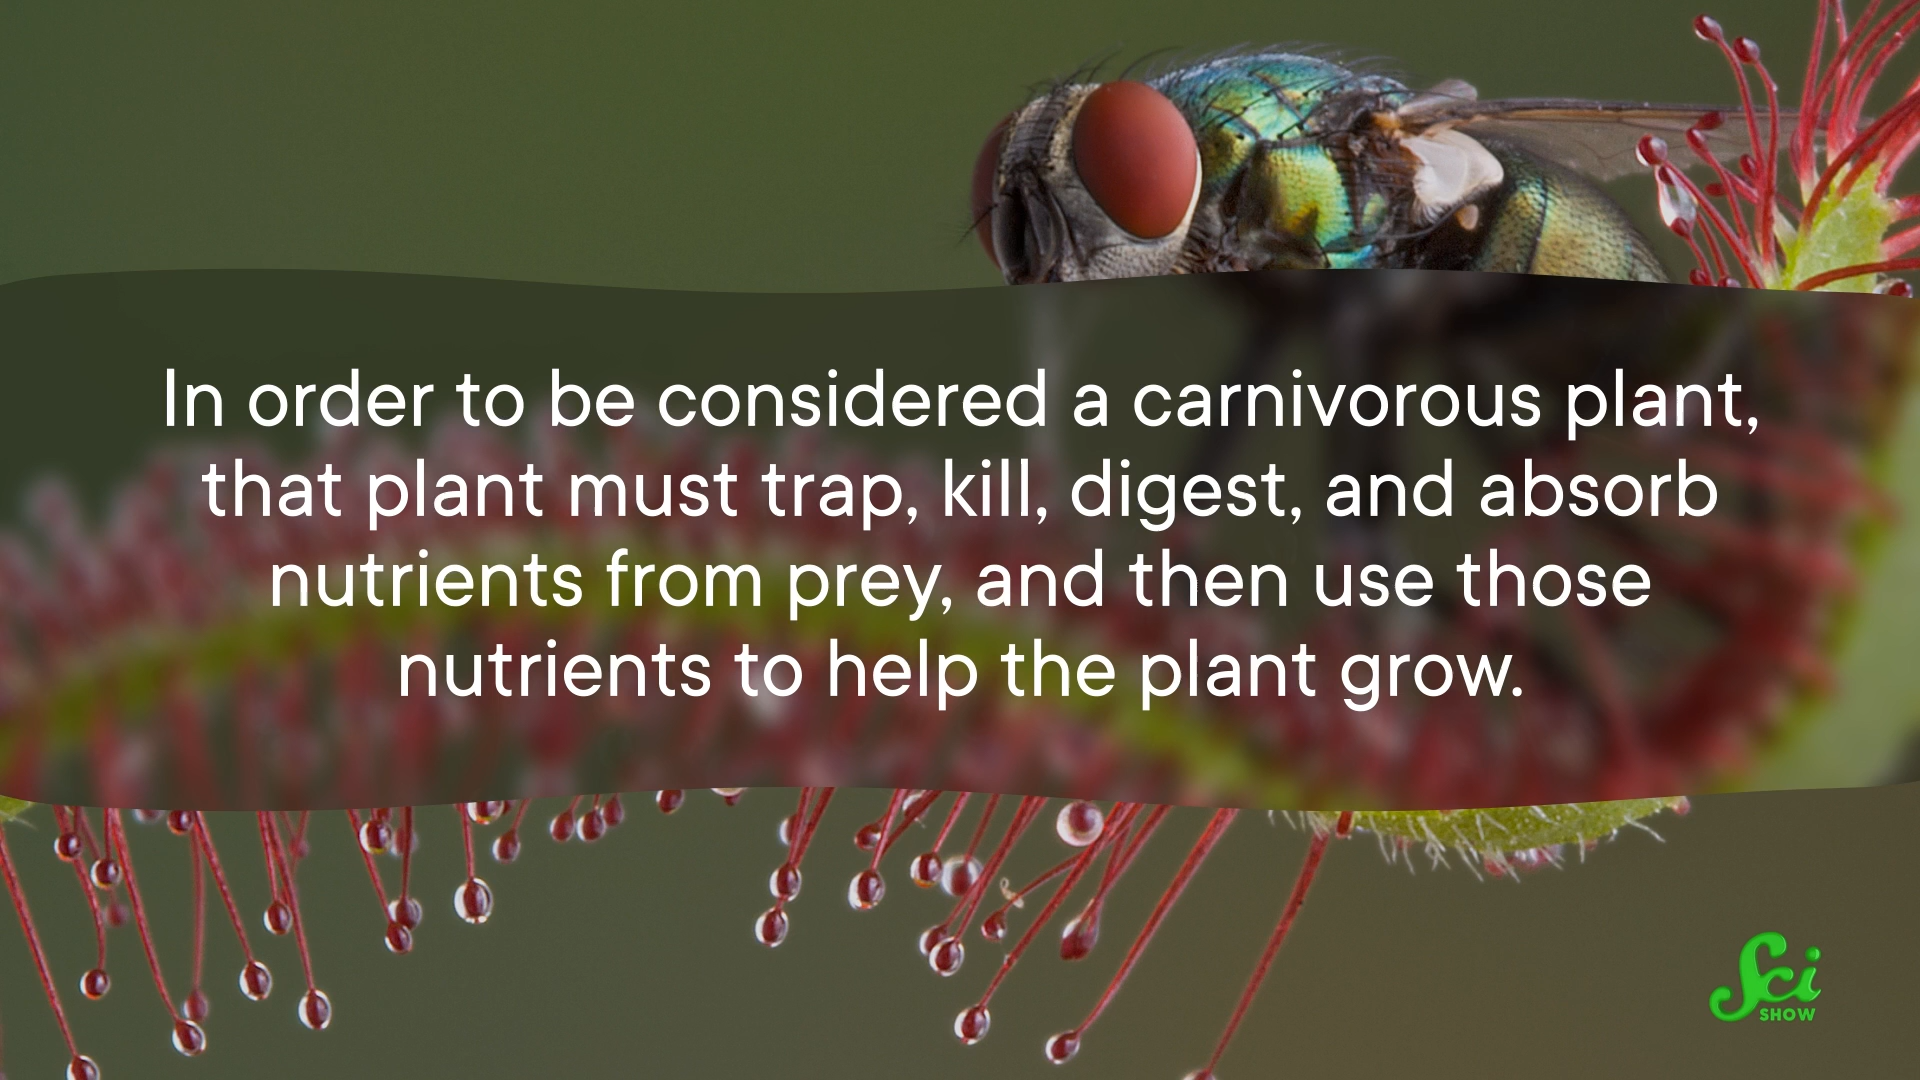 In order to be considered a carnivorous plant,
that plant must trap, kill, digest, and absorb
nutrients from prey, and then use those
nutrients to help the plant grow.
Sci
SHOW